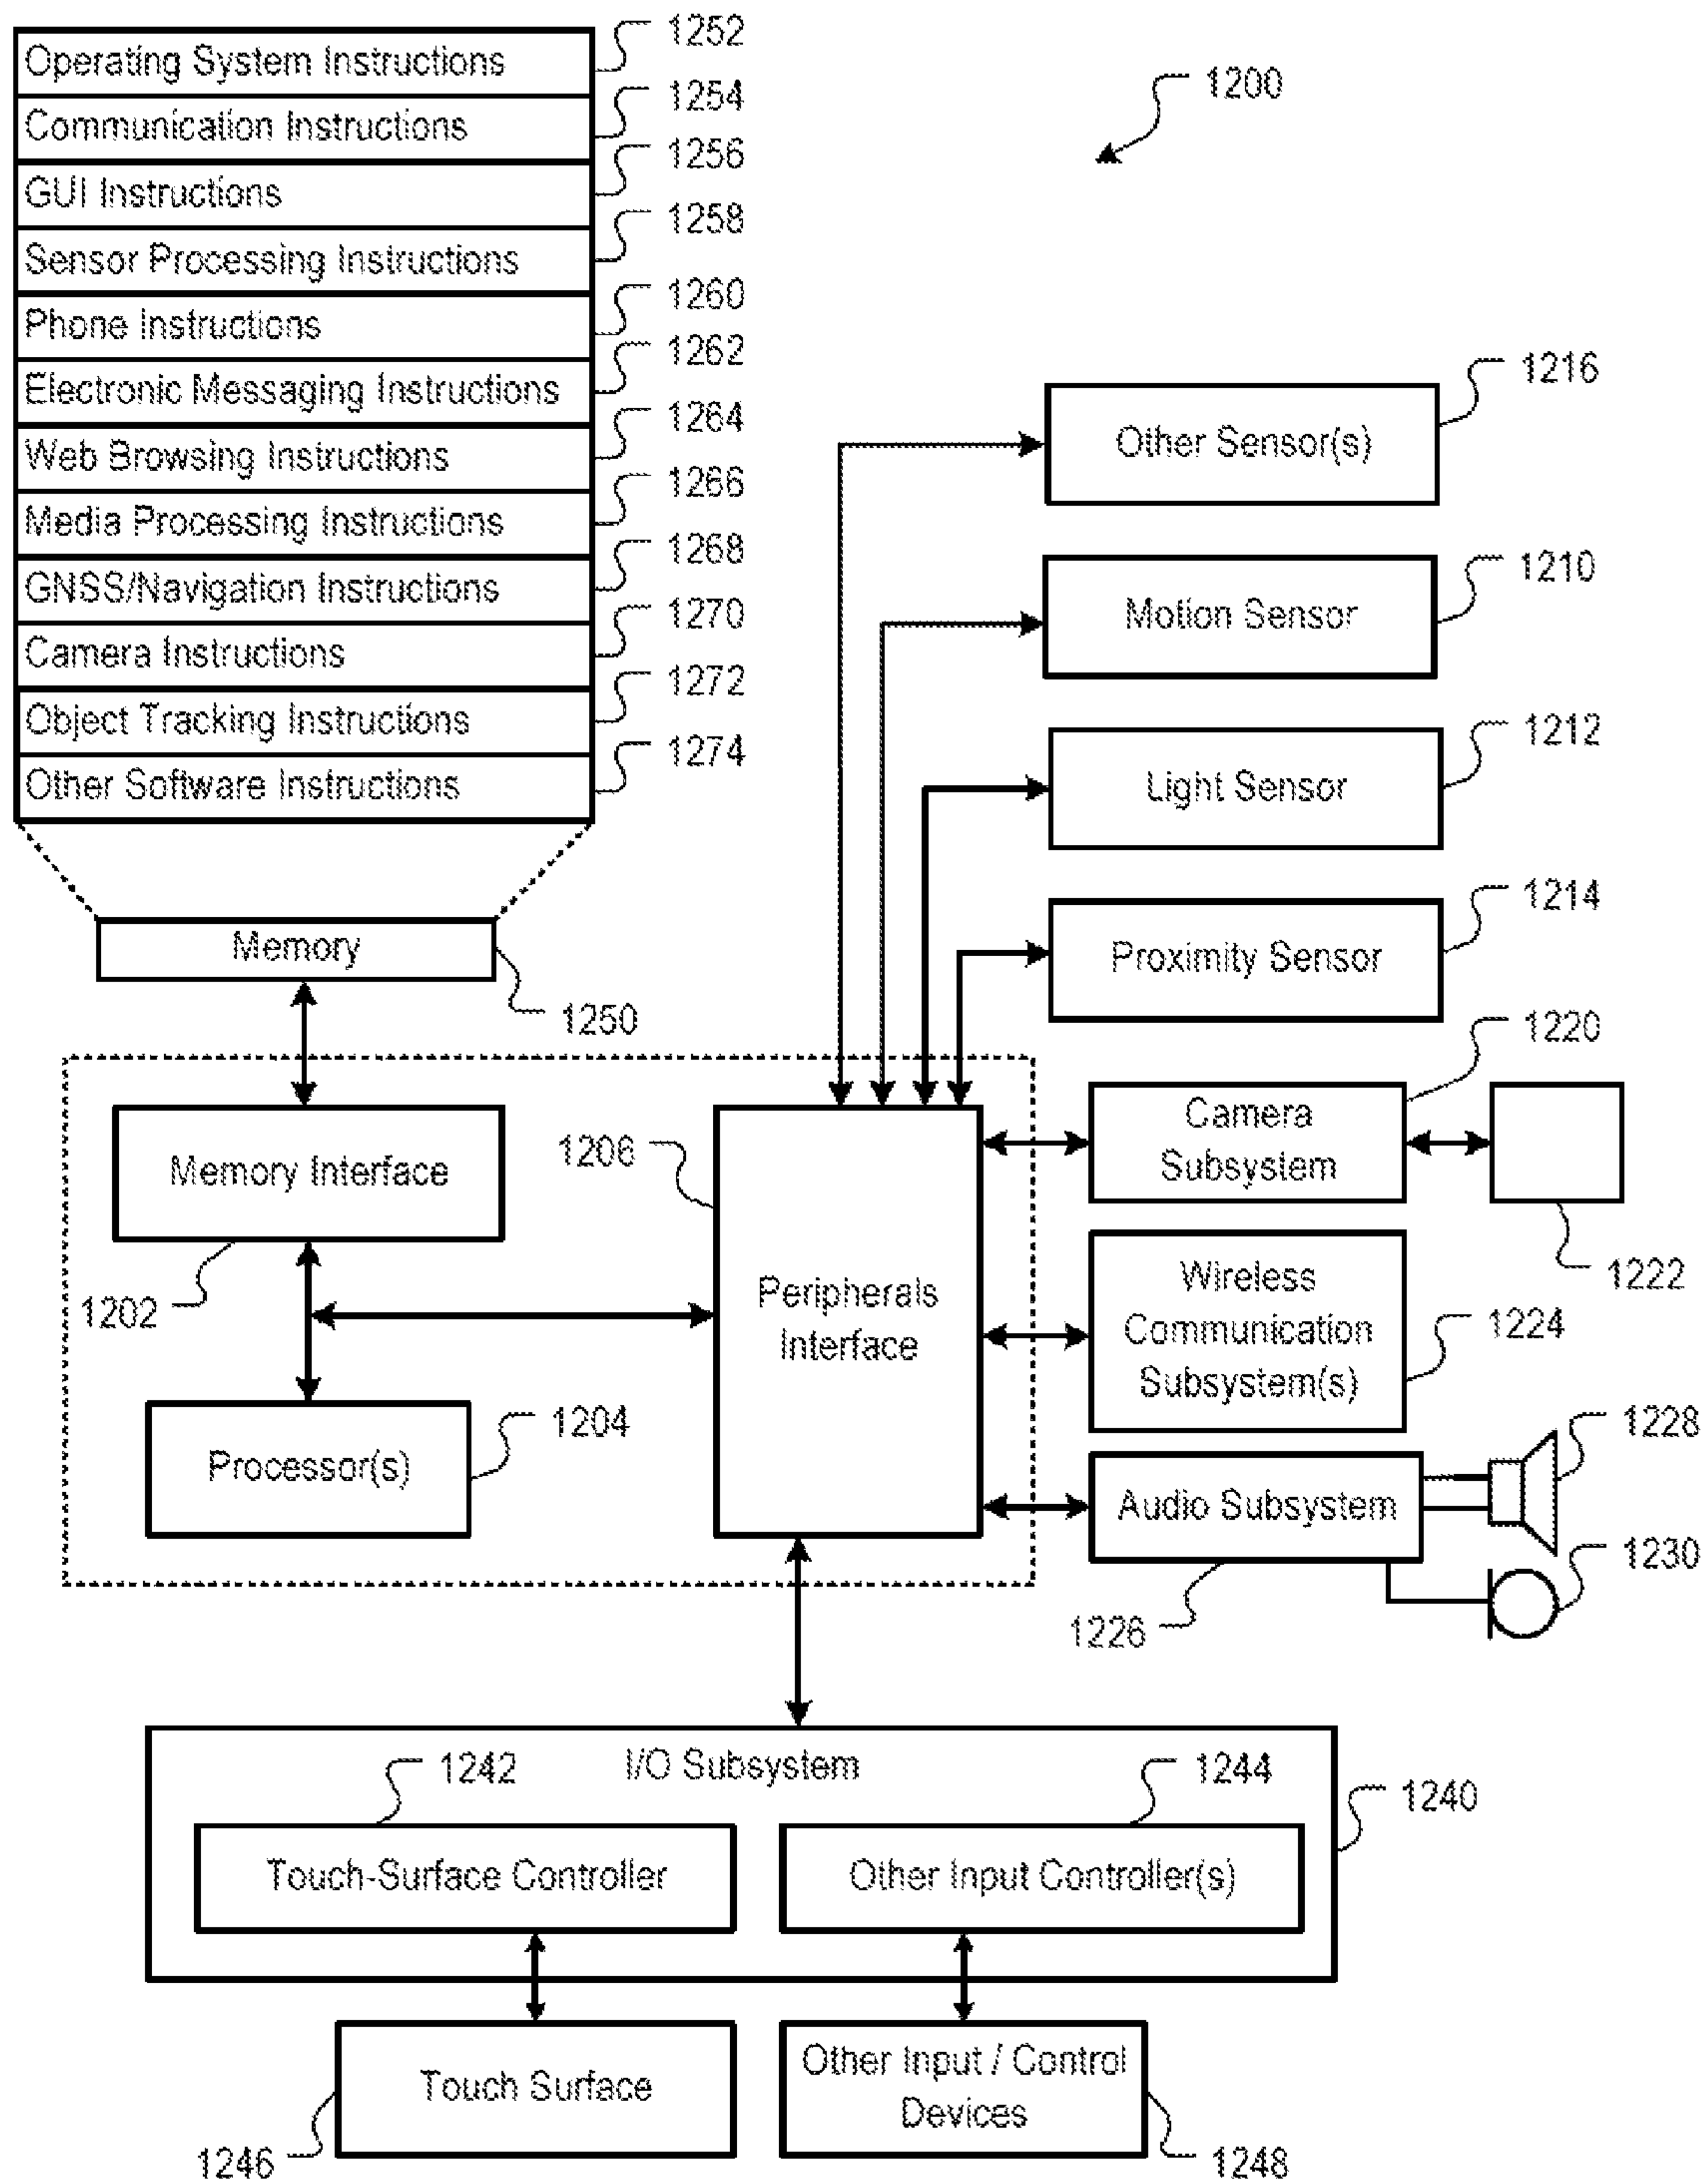 Operating System Instructions
1252
Communication Instructions
1254
GUI Instructions
1256
Sensor Processing Instructions
1258
Phone Instructions
1260
Electronic Messaging Instructions
1262
Web Browsing Instructions
1264
Media Processing Instructions
1266
GNSS/Navigation Instructions
1268
Camera Instructions
1270
Object Tracking Instructions
1272
Other Software Instructions
1274
Memory
1250
1200
Other Sensor(s)
1216
Motion Sensor
1210
Light Sensor
1212
Proximity Sensor
1214
Memory Interface
1202
Processor(s)
1204
1206
Peripherals
Interface
Camera
Subsystem
1220
1222
Wireless
Communication
Subsystem(s)
1224
Audio Subsystem
1226
1228
1230
I/O Subsystem
1240
1242
Touch-Surface Controller
1244
Other Input Controller(s)
Touch Surface
1246
Other Input / Control
Devices
1248